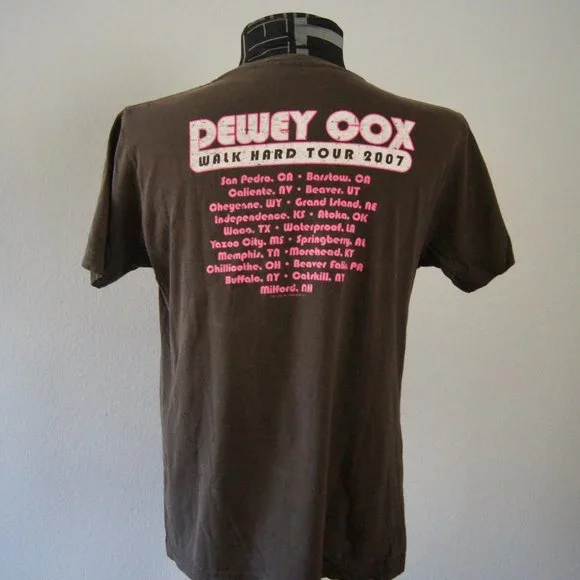 DEWEY COX
WALK HARD TOUR 2007
San Pedro, CA • Barstow, CA
Caliente, NV • Beaver, UT
Cheyenne, WY • Grand Island, NE
Independence, KS • Atoka, OK
Waco, TX • Waterproof, LA
Yazoo City, MS • Springberry, AL
Memphis, TN • Morehead, KY
Chillicothe, OH • Beaver Falls PA
Buffalo, NY • Catskill, NY
Milford, NH